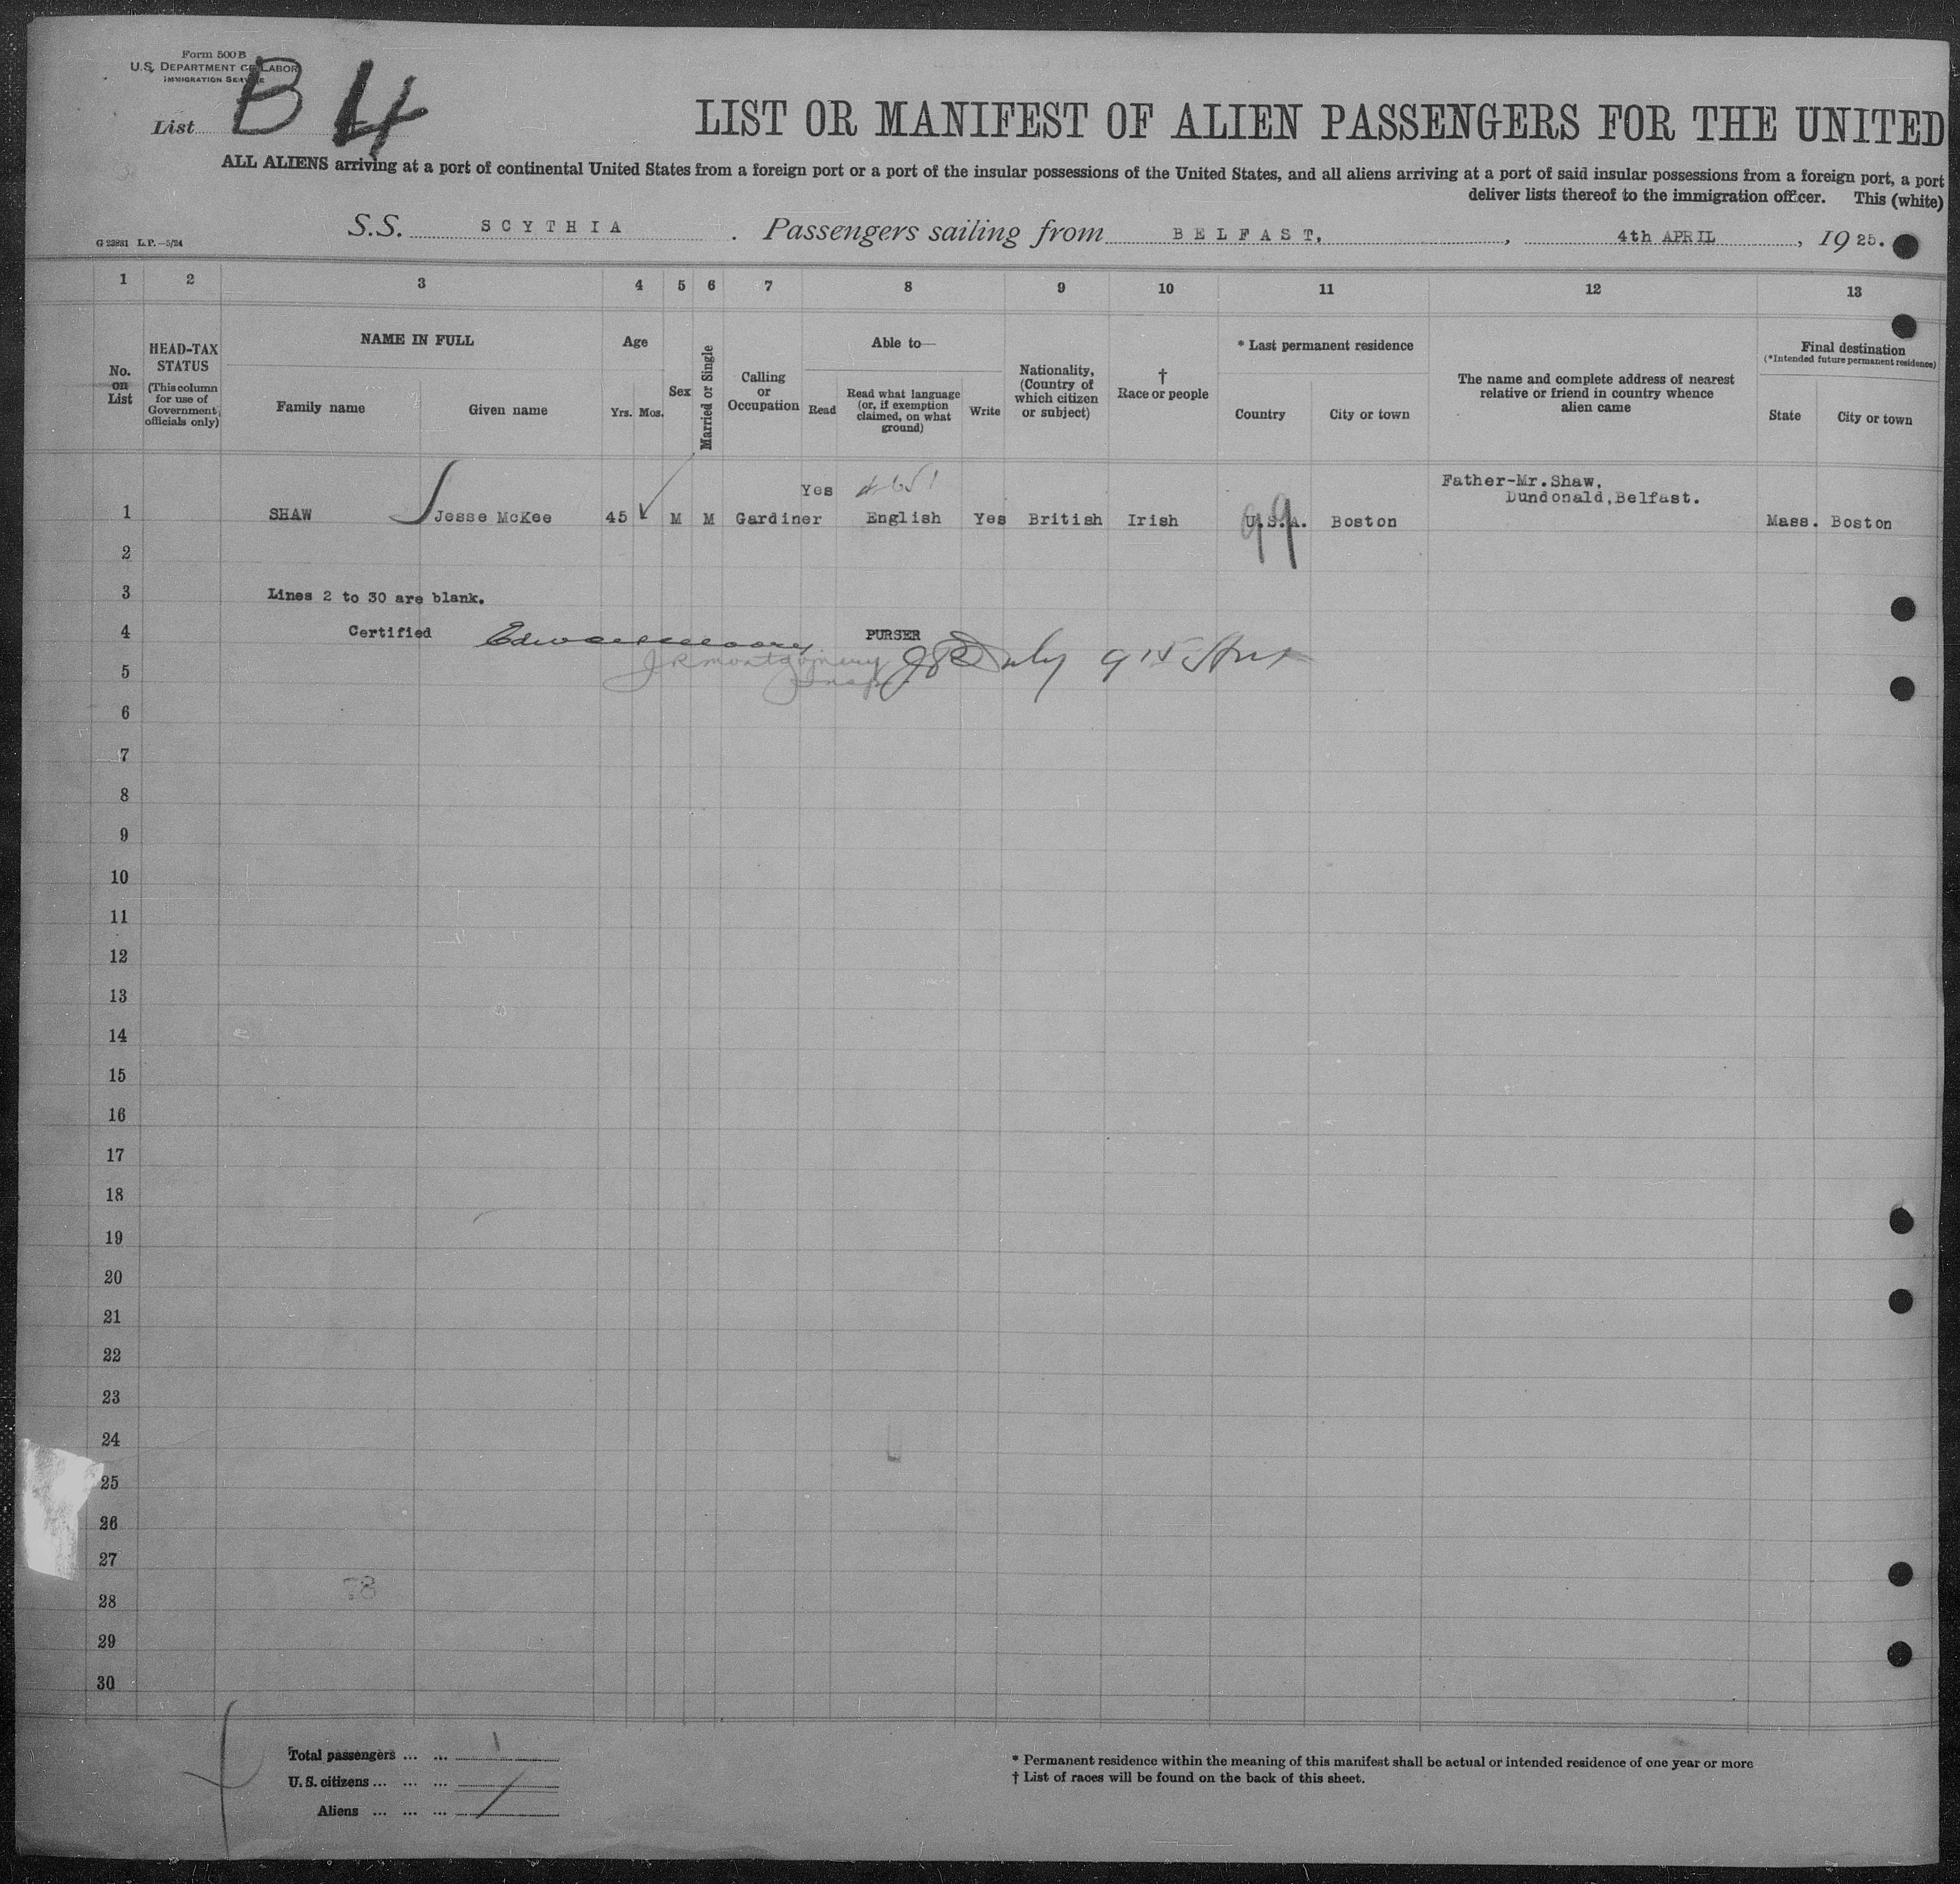 Form 500 B
U.S. DEPARTMENT OF LABOR
IMMIGRATION SERVICE
List B 4
LIST OR MANIFEST OF ALIEN PASSENGERS FOR THE UNITED
ALL ALIENS arriving at a port of continental United States from a foreign port or a port of the insular possessions of the United States, and all aliens arriving at a port of said insular possessions from a foreign port, a port
deliver lists thereof to the immigration officer. This (white)
S.S. SCYTHIA. Passengers sailing from BELFAST, , 4th APRIL, 1925.
G 23881 L.P.—5/24
1 2 3 4 5 6 7 8 9 10 11 12 13
No. on List
HEAD-TAX STATUS
(This column for use of Government officials only)
NAME IN FULL
Family name Given name
Age
Yrs. Mos.
Sex
Married or Single
Calling or Occupation
Able to—
Read
Read what language (or, if exemption claimed, on what ground)
Write
Nationality, (Country of which citizen or subject)
† Race or people
* Last permanent residence
Country City or town
The name and complete address of nearest relative or friend in country whence alien came
Final destination
(*Intended future permanent residence)
State City or town
Yes Father-Mr.Shaw,
Dundonald,Belfast.
1 SHAW Jesse McKee 45 M M Gardiner English Yes British Irish U.S.A. Boston Mass. Boston
99
2
3 Lines 2 to 30 are blank.
4 Certified PURSER
JR Montgomery
5
6
7
8
9
10
11
12
13
14
15
16
17
18
19
20
21
22
23
24
25
26
27
78
28
29
30
Total passengers ... ... 1
U.S. citizens ... ... ...
Aliens ... ... ...
* Permanent residence within the meaning of this manifest shall be actual or intended residence of one year or more
† List of races will be found on the back of this sheet.